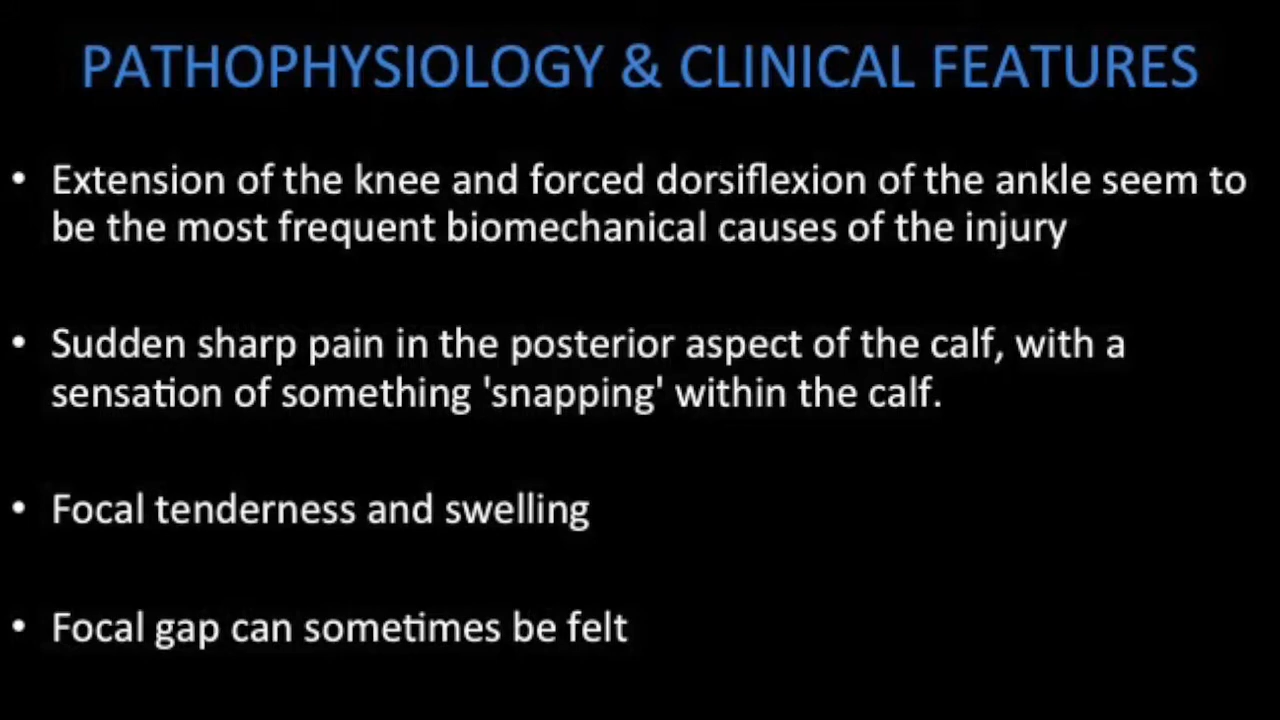 PATHOPHYSIOLOGY & CLINICAL FEATURES
• Extension of the knee and forced dorsiflexion of the ankle seem to
be the most frequent biomechanical causes of the injury
• Sudden sharp pain in the posterior aspect of the calf, with a
sensation of something 'snapping' within the calf.
• Focal tenderness and swelling
• Focal gap can sometimes be felt